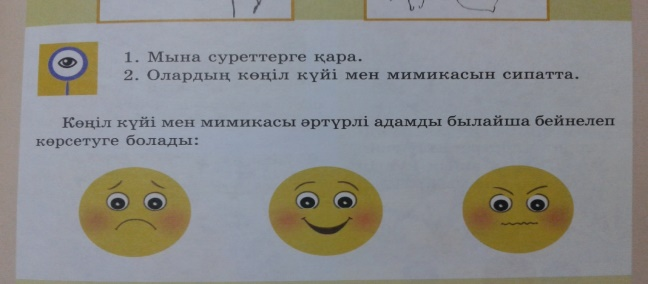 1. Мына суреттерге қара.
2. Олардың көңіл күйі мен мимикасын сипатта.
Көңіл күйі мен мимикасы әртүрлі адамды былайша бейнелеп
көрсетуге болады: